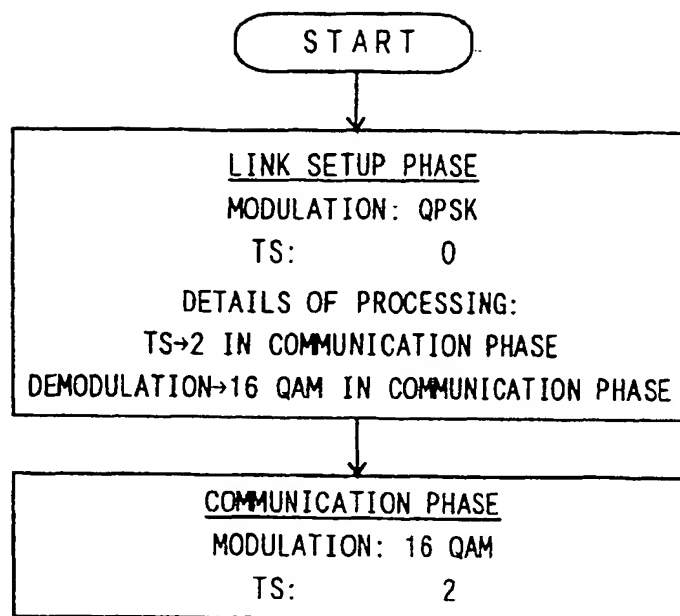 START
LINK SETUP PHASE
MODULATION: QPSK
TS: 0
DETAILS OF PROCESSING:
TS→2 IN COMMUNICATION PHASE
DEMODULATION→16 QAM IN COMMUNICATION PHASE
COMMUNICATION PHASE
MODULATION: 16 QAM
TS: 2